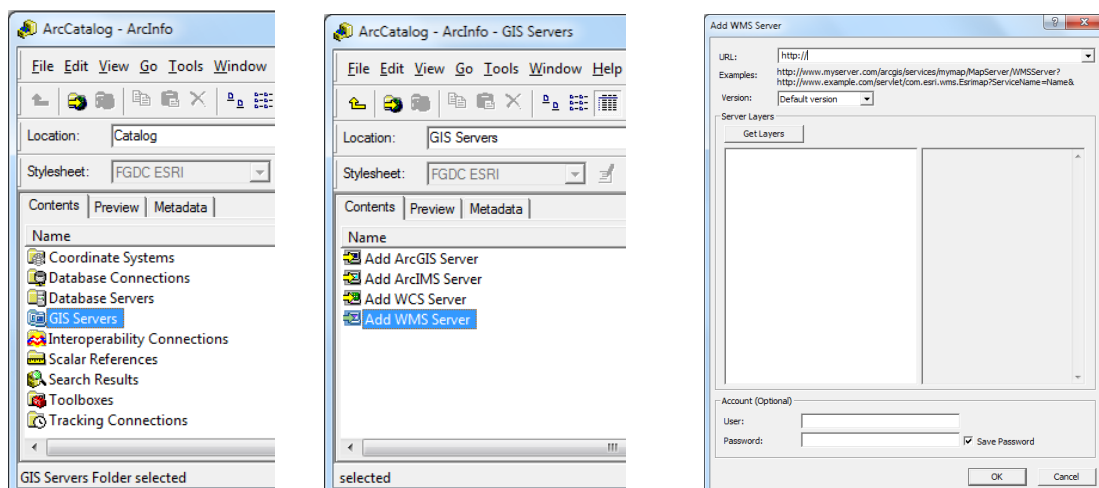 ArcCatalog - ArcInfo
File Edit View Go Tools Window
Location: Catalog
Stylesheet: FGDC ESRI
Contents Preview Metadata
Name
Coordinate Systems
Database Connections
Database Servers
GIS Servers
Interoperability Connections
Scalar References
Search Results
Toolboxes
Tracking Connections
GIS Servers Folder selected
ArcCatalog - ArcInfo - GIS Servers
File Edit View Go Tools Window Help
Location: GIS Servers
Stylesheet: FGDC ESRI
Contents Preview Metadata
Name
Add ArcGIS Server
Add ArcIMS Server
Add WCS Server
Add WMS Server
selected
Add WMS Server
URL: http://
Examples: http://www.myserver.com/arcgis/services/mymap/MapServer/WMSServer?
http://www.example.com/servlet/com.esri.wms.Esrimap?ServiceName=Name&
Version: Default version
Server Layers
Get Layers
Account (Optional)
User:
Password: Save Password
OK Cancel